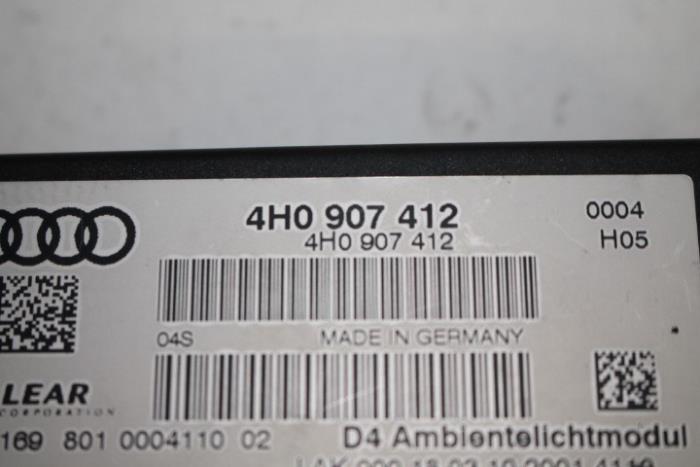 4H0 907 412
0004
4H0 907 412
H05
04S MADE IN GERMANY
LEAR
CORPORATION
169 801 0004110 02 D4 Ambientelichtmodul